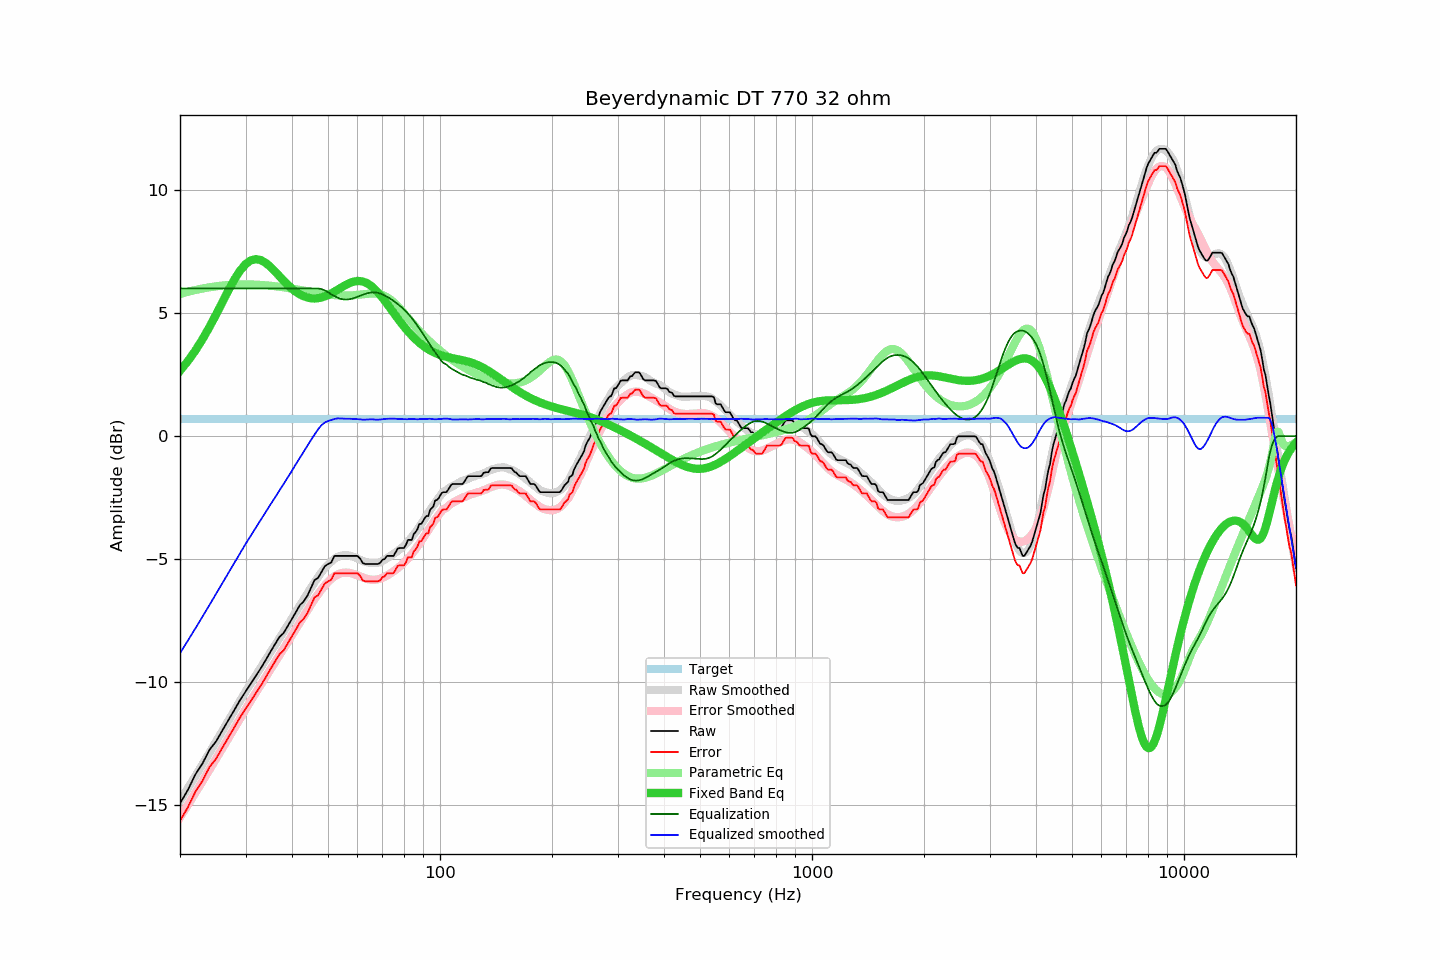 Beyerdynamic DT 770 32 ohm
10
5
0
−5
−10
−15
Amplitude (dBr)
Target
Raw Smoothed
Error Smoothed
Raw
Error
Parametric Eq
Fixed Band Eq
Equalization
Equalized smoothed
100
1000
10000
Frequency (Hz)